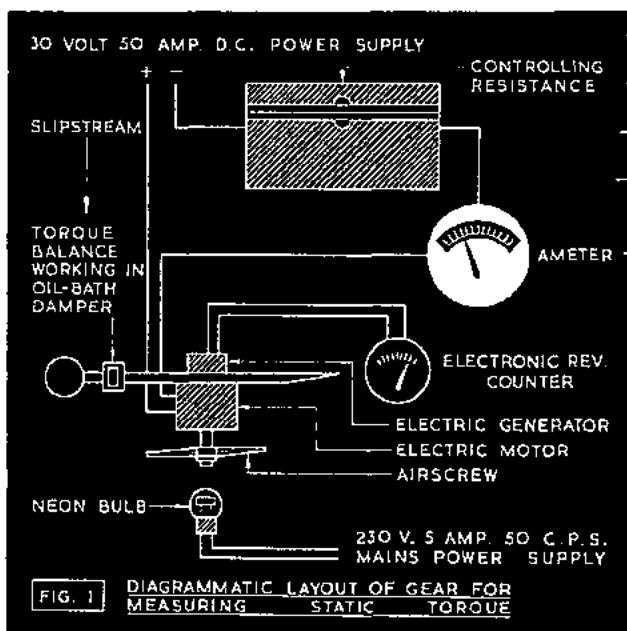 30 VOLT 50 AMP. D.C. POWER SUPPLY
+ −
CONTROLLING
RESISTANCE
SLIPSTREAM
TORQUE
BALANCE
WORKING IN
OIL-BATH
DAMPER
AMETER
ELECTRONIC REV.
COUNTER
ELECTRIC GENERATOR
ELECTRIC MOTOR
AIRSCREW
NEON BULB
230 V. 5 AMP. 50 C.P.S.
MAINS POWER SUPPLY
FIG. 1
DIAGRAMMATIC LAYOUT OF GEAR FOR
MEASURING STATIC TORQUE